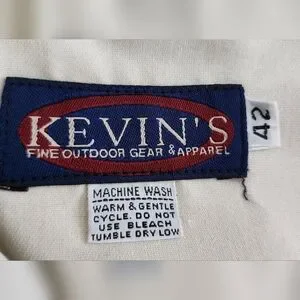 KEVIN'S
FINE OUTDOOR GEAR & APPAREL
42
MACHINE WASH
WARM & GENTLE
CYCLE. DO NOT
USE BLEACH
TUMBLE DRY LOW